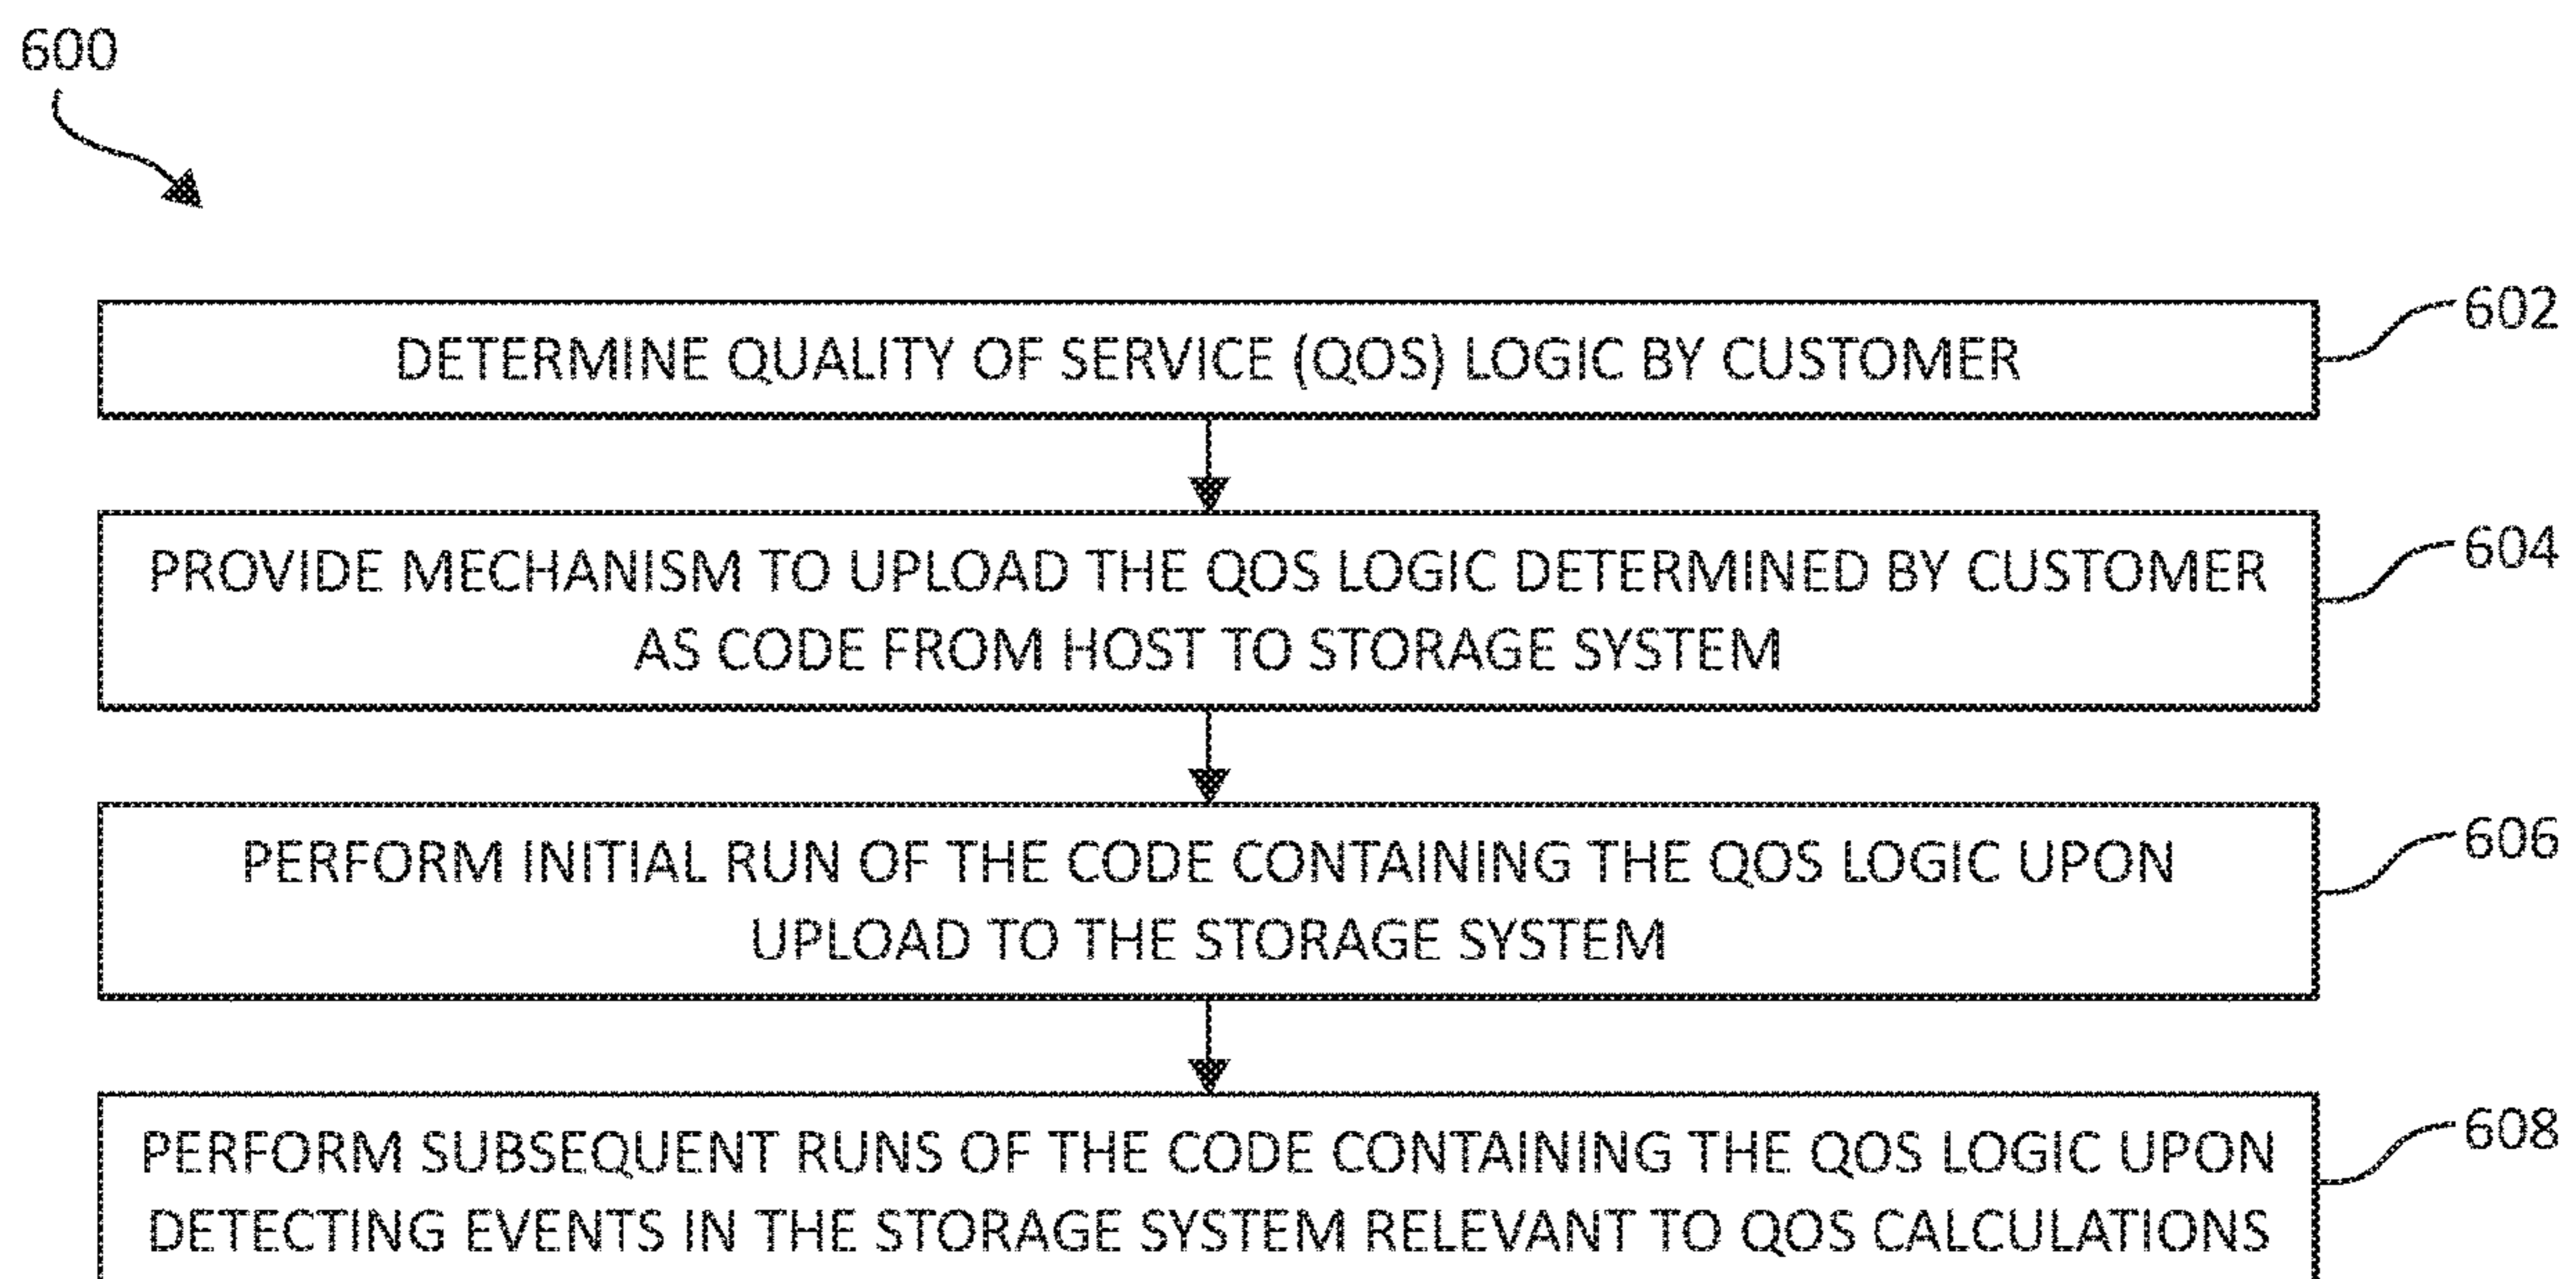 600
DETERMINE QUALITY OF SERVICE (QOS) LOGIC BY CUSTOMER
602
PROVIDE MECHANISM TO UPLOAD THE QOS LOGIC DETERMINED BY CUSTOMER
AS CODE FROM HOST TO STORAGE SYSTEM
604
PERFORM INITIAL RUN OF THE CODE CONTAINING THE QOS LOGIC UPON
UPLOAD TO THE STORAGE SYSTEM
606
PERFORM SUBSEQUENT RUNS OF THE CODE CONTAINING THE QOS LOGIC UPON
DETECTING EVENTS IN THE STORAGE SYSTEM RELEVANT TO QOS CALCULATIONS
608